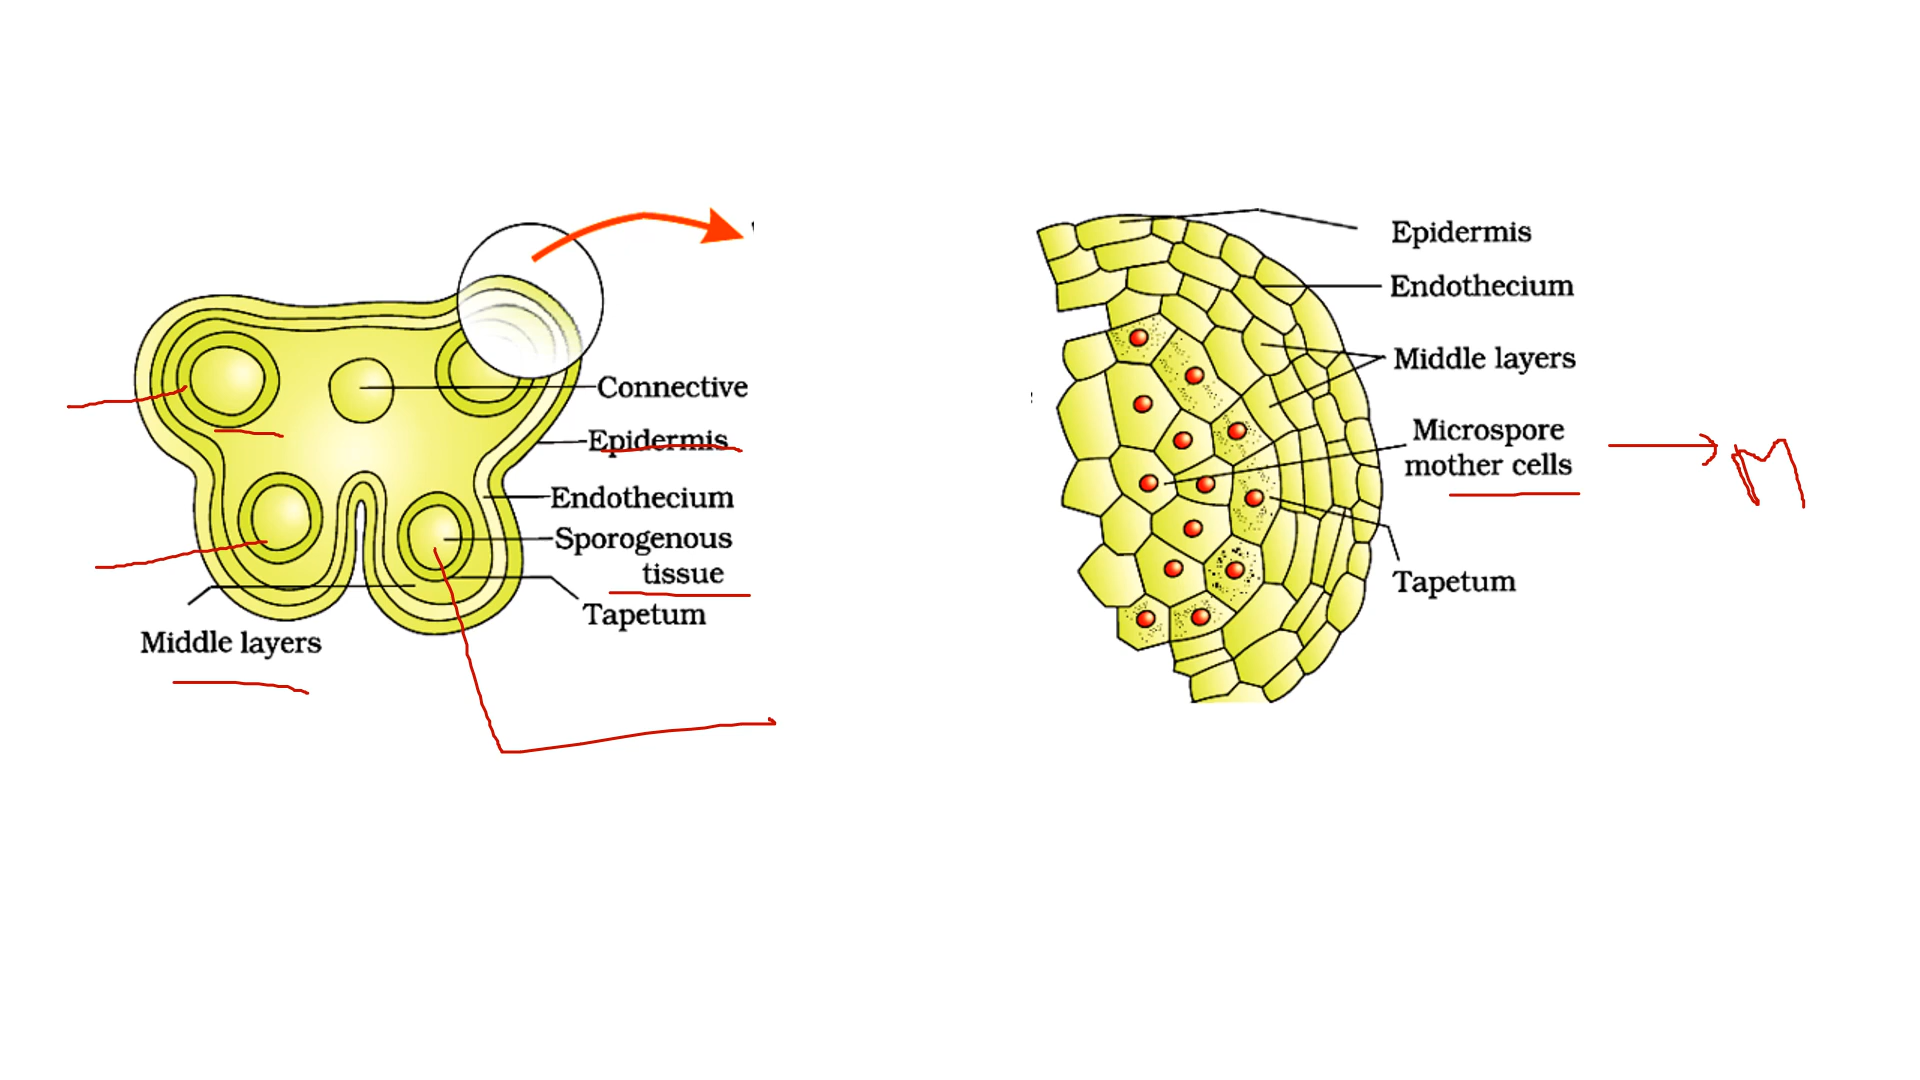 Connective
Epidermis
Endothecium
Sporogenous
tissue
Tapetum
Middle layers
Epidermis
Endothecium
Middle layers
Microspore
mother cells
Tapetum
M